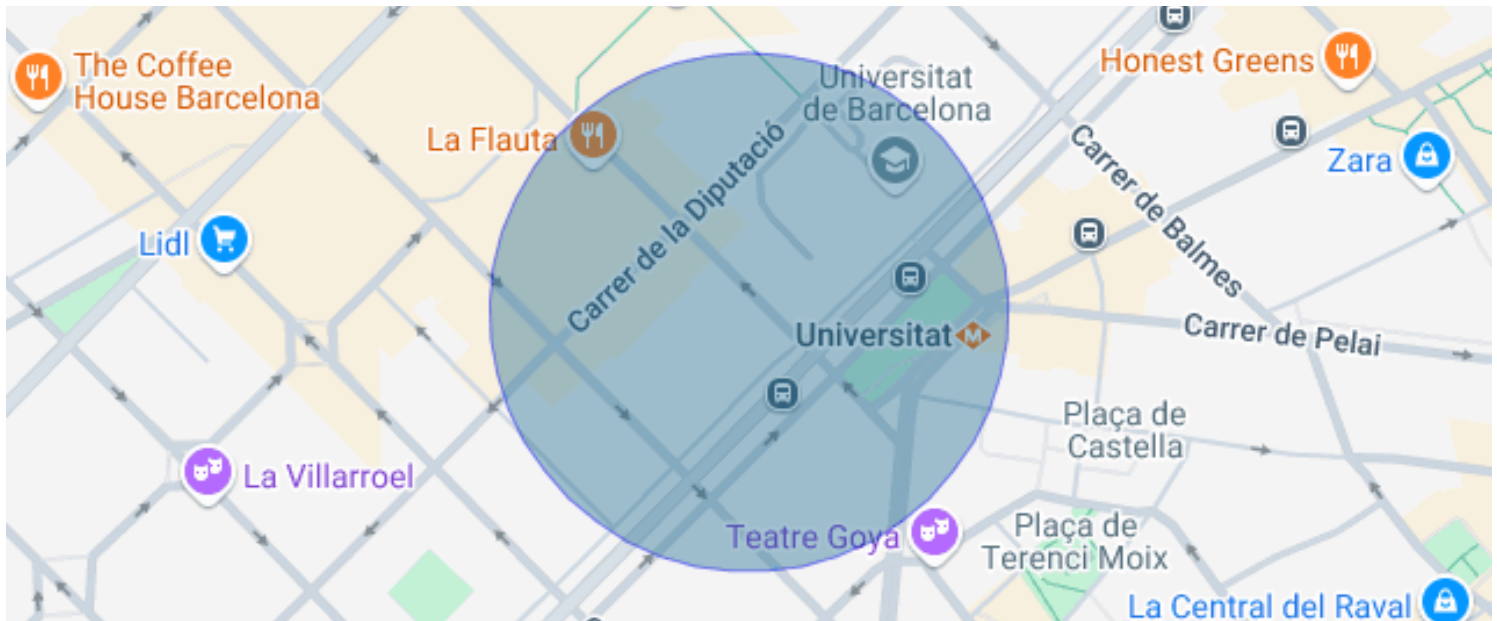 The Coffee
House Barcelona
La Flauta
Universitat
de Barcelona
Honest Greens
Zara
Lidl
Carrer de la Diputació
Carrer de Balmes
Universitat
M
Carrer de Pelai
Plaça de
Castella
La Villarroel
Teatre Goya
Plaça de
Terenci Moix
La Central del Raval